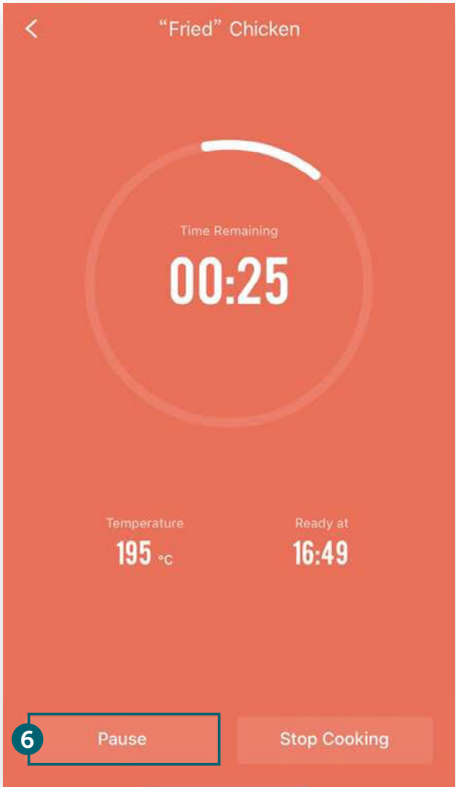 “Fried” Chicken
Time Remaining
00:25
Temperature Ready at
195 °C 16:49
6 Pause Stop Cooking